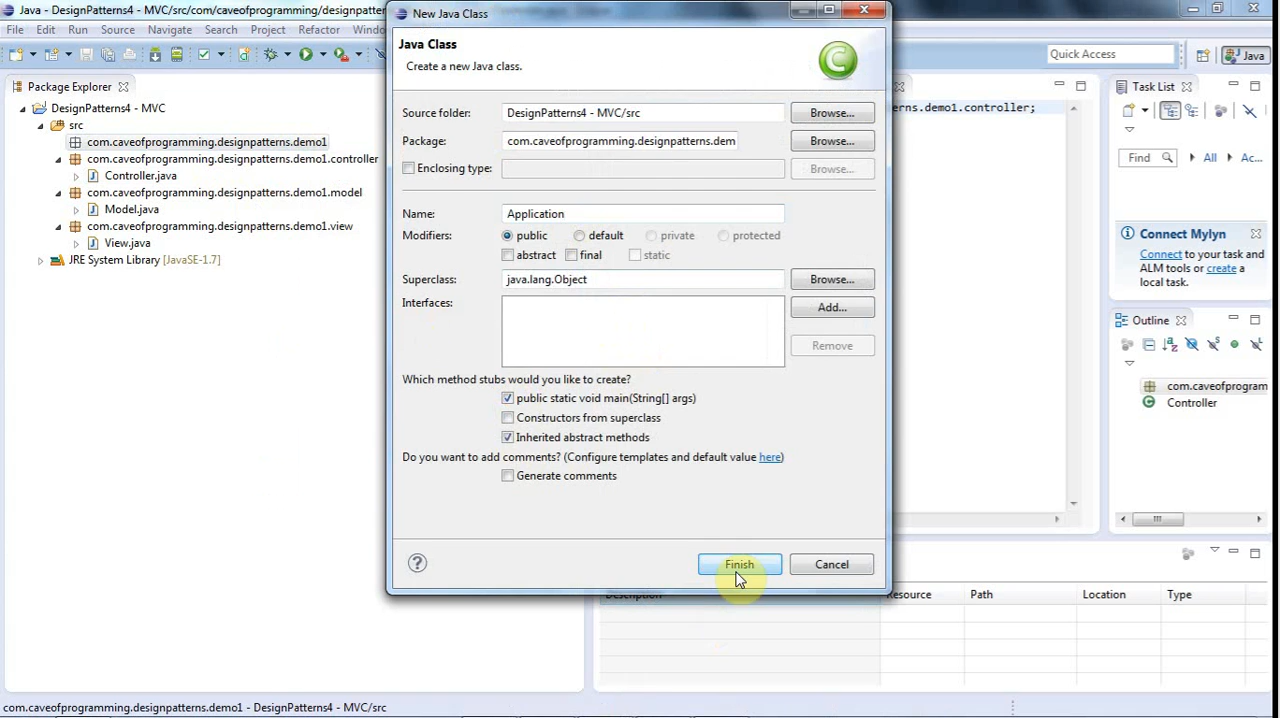 Java - DesignPatterns4 - MVC/src/com/caveofprogramming/designpatterns/demo1/controller
New Java Class
File Edit Run Source Navigate Search Project Refactor Windo
Java Class
Create a new Java class.
Quick Access
Java
Package Explorer
Task List
DesignPatterns4 - MVC
src
com.caveofprogramming.designpatterns.demo1
com.caveofprogramming.designpatterns.demo1.controller
Controller.java
com.caveofprogramming.designpatterns.demo1.model
Model.java
com.caveofprogramming.designpatterns.demo1.view
View.java
JRE System Library [JavaSE-1.7]
Source folder: DesignPatterns4 - MVC/src Browse...
Package: com.caveofprogramming.designpatterns.dem Browse...
Enclosing type: Browse...
Name: Application
Modifiers: public default private protected
abstract final static
Superclass: java.lang.Object Browse...
Interfaces: Add...
Remove
Which method stubs would you like to create?
public static void main(String[] args)
Constructors from superclass
Inherited abstract methods
Do you want to add comments? (Configure templates and default value here)
Generate comments
Finish Cancel
rns.demo1.controller;
Find All Ac...
Connect Mylyn
Connect to your task and
ALM tools or create a
local task.
Outline
com.caveofprogram
Controller
Description Resource Path Location Type
com.caveofprogramming.designpatterns.demo1 - DesignPatterns4 - MVC/src